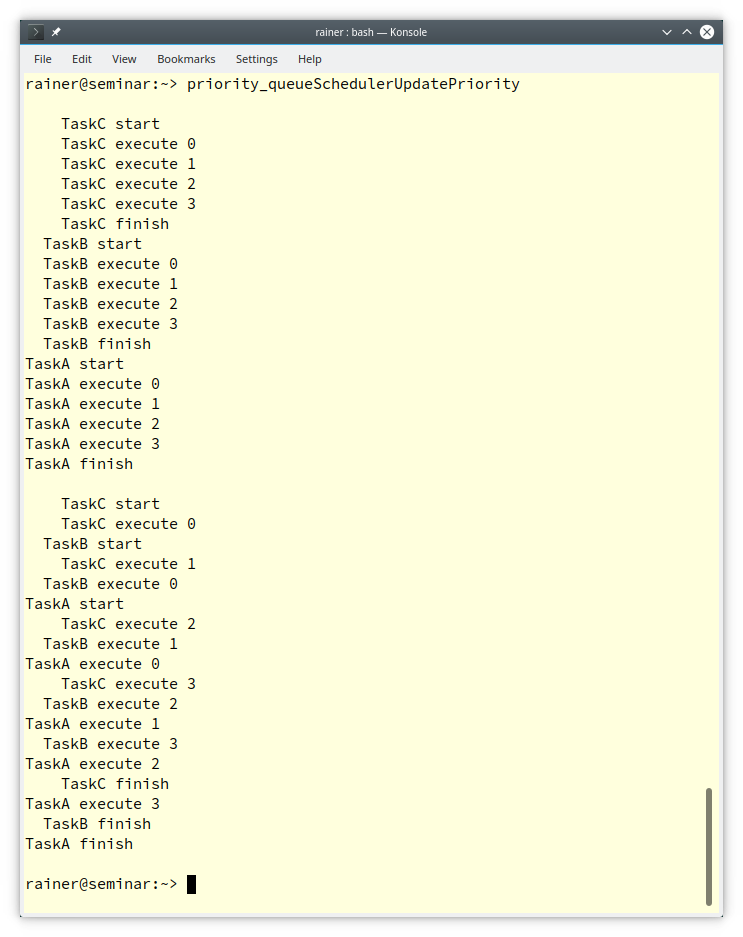 rainer : bash — Konsole
File Edit View Bookmarks Settings Help
rainer@seminar:~> priority_queueSchedulerUpdatePriority
TaskC start
TaskC execute 0
TaskC execute 1
TaskC execute 2
TaskC execute 3
TaskC finish
TaskB start
TaskB execute 0
TaskB execute 1
TaskB execute 2
TaskB execute 3
TaskB finish
TaskA start
TaskA execute 0
TaskA execute 1
TaskA execute 2
TaskA execute 3
TaskA finish
TaskC start
TaskC execute 0
TaskB start
TaskC execute 1
TaskB execute 0
TaskA start
TaskC execute 2
TaskB execute 1
TaskA execute 0
TaskC execute 3
TaskB execute 2
TaskA execute 1
TaskB execute 3
TaskA execute 2
TaskC finish
TaskA execute 3
TaskB finish
TaskA finish
rainer@seminar:~>